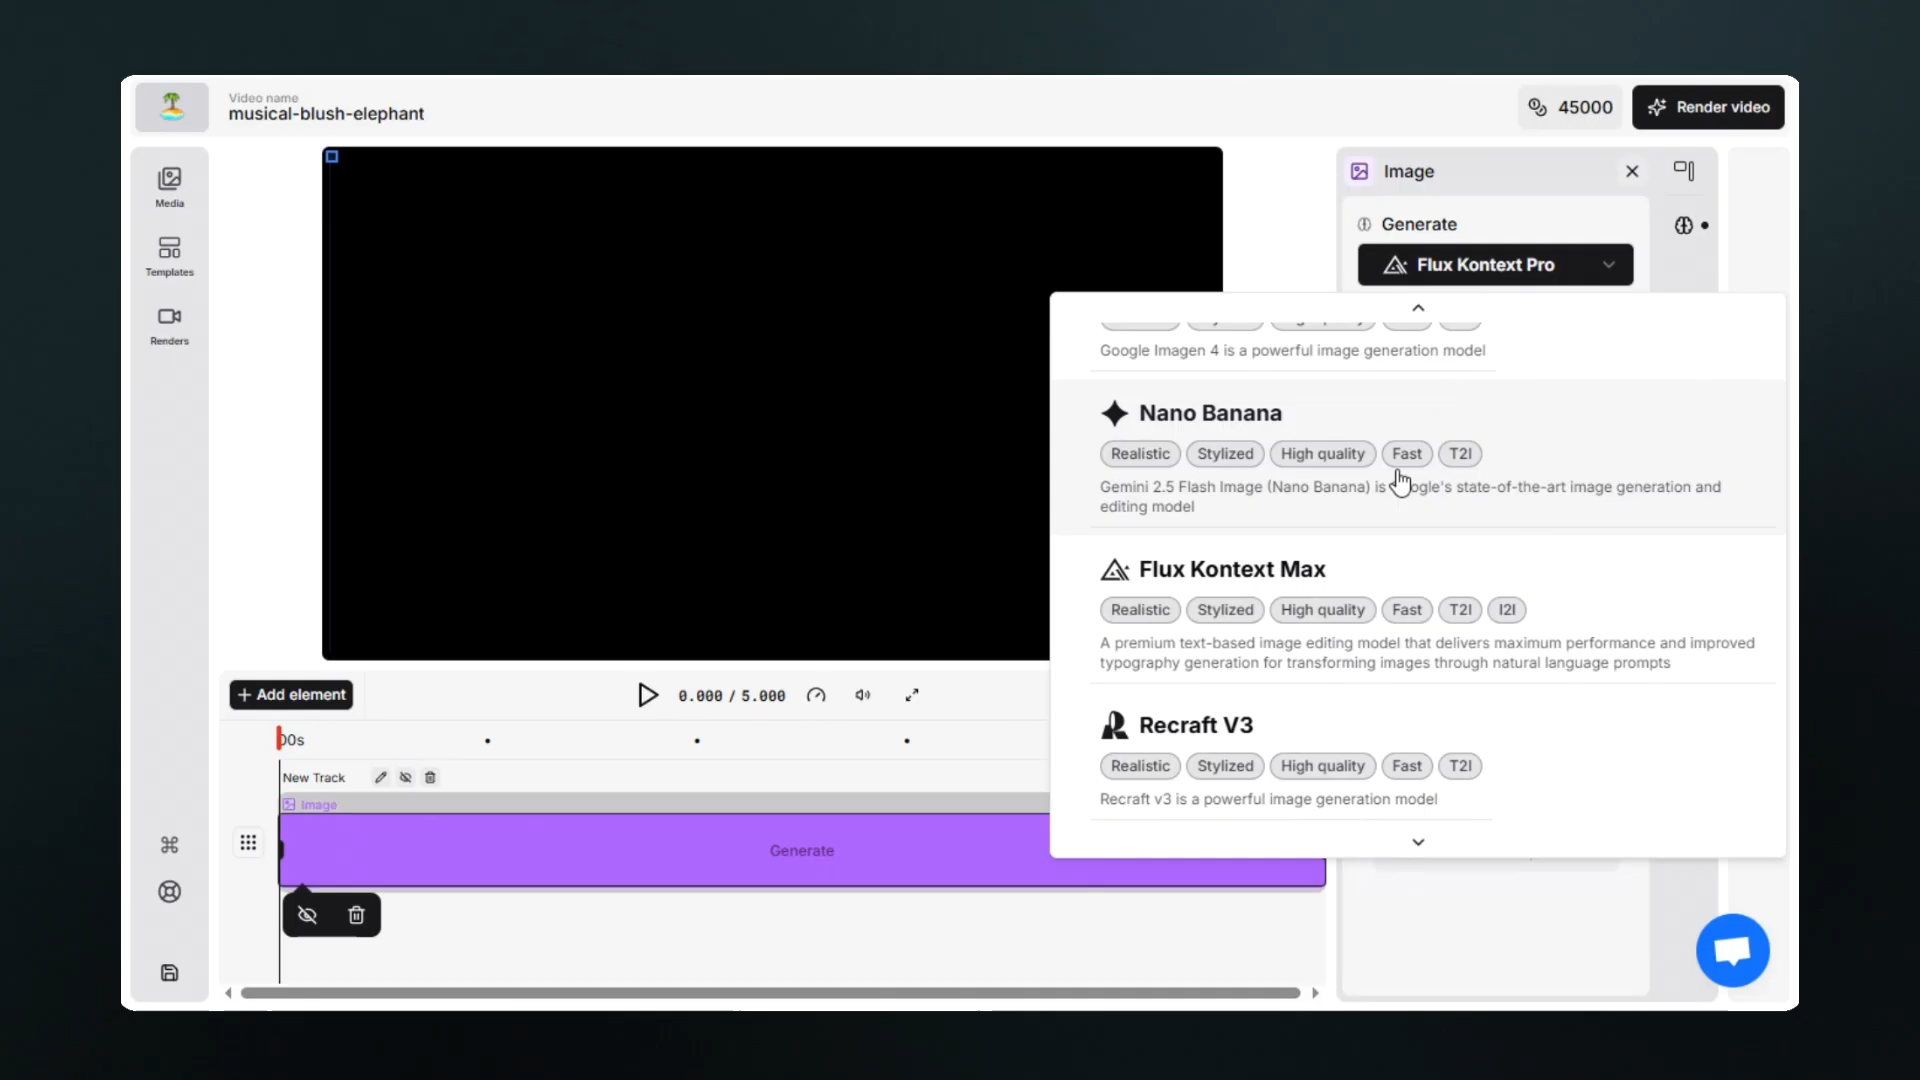 Video name
musical-blush-elephant
45000
Render video
Media
Templates
Renders
Image
Generate
Flux Kontext Pro
Google Imagen 4 is a powerful image generation model
Nano Banana
Realistic Stylized High quality Fast T2I
Gemini 2.5 Flash Image (Nano Banana) is state-of-the-art image generation and
editing model
Flux Kontext Max
Realistic Stylized High quality Fast T2I I2I
A premium text-based image editing model that delivers maximum performance and improved
typography generation for transforming images through natural language prompts
Recraft V3
Realistic Stylized High quality Fast T2I
Recraft v3 is a powerful image generation model
+ Add element
0.000 / 5.000
00s
New Track
Image
Generate